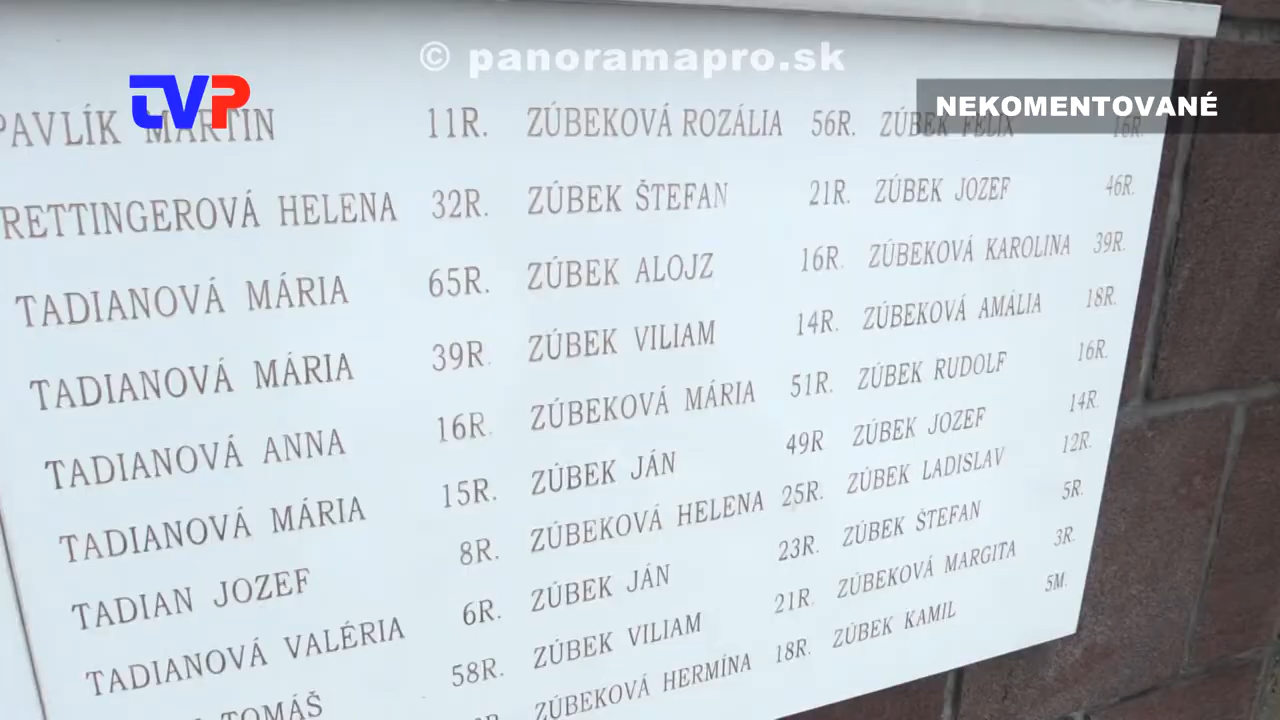 © panoramapro.sk
TVP
NEKOMENTOVANÉ
PAVLÍK MARTIN 11R.
RETTINGEROVÁ HELENA 32R.
TADIANOVÁ MÁRIA 65R.
TADIANOVÁ MÁRIA 39R.
TADIANOVÁ ANNA 16R.
TADIANOVÁ MÁRIA 15R.
TADIAN JOZEF 8R.
TADIANOVÁ VALÉRIA 6R.
TOMÁŠ 58R.
ZÚBEKOVÁ ROZÁLIA 56R.
ZÚBEK ŠTEFAN 21R.
ZÚBEK ALOJZ 16R.
ZÚBEK VILIAM 14R.
ZÚBEKOVÁ MÁRIA 51R.
ZÚBEK JÁN 49R
ZÚBEKOVÁ HELENA 25R.
ZÚBEK JÁN 23R.
ZÚBEK VILIAM 21R.
ZÚBEKOVÁ HERMÍNA 18R.
ZÚBEK FELIX 16R.
ZÚBEK JOZEF 46R.
ZÚBEKOVÁ KAROLINA 39R.
ZÚBEKOVÁ AMÁLIA 18R.
ZÚBEK RUDOLF 16R.
ZÚBEK JOZEF 14R.
ZÚBEK LADISLAV 12R.
ZÚBEK ŠTEFAN 5R.
ZÚBEKOVÁ MARGITA 3R.
ZÚBEK KAMIL 5M.